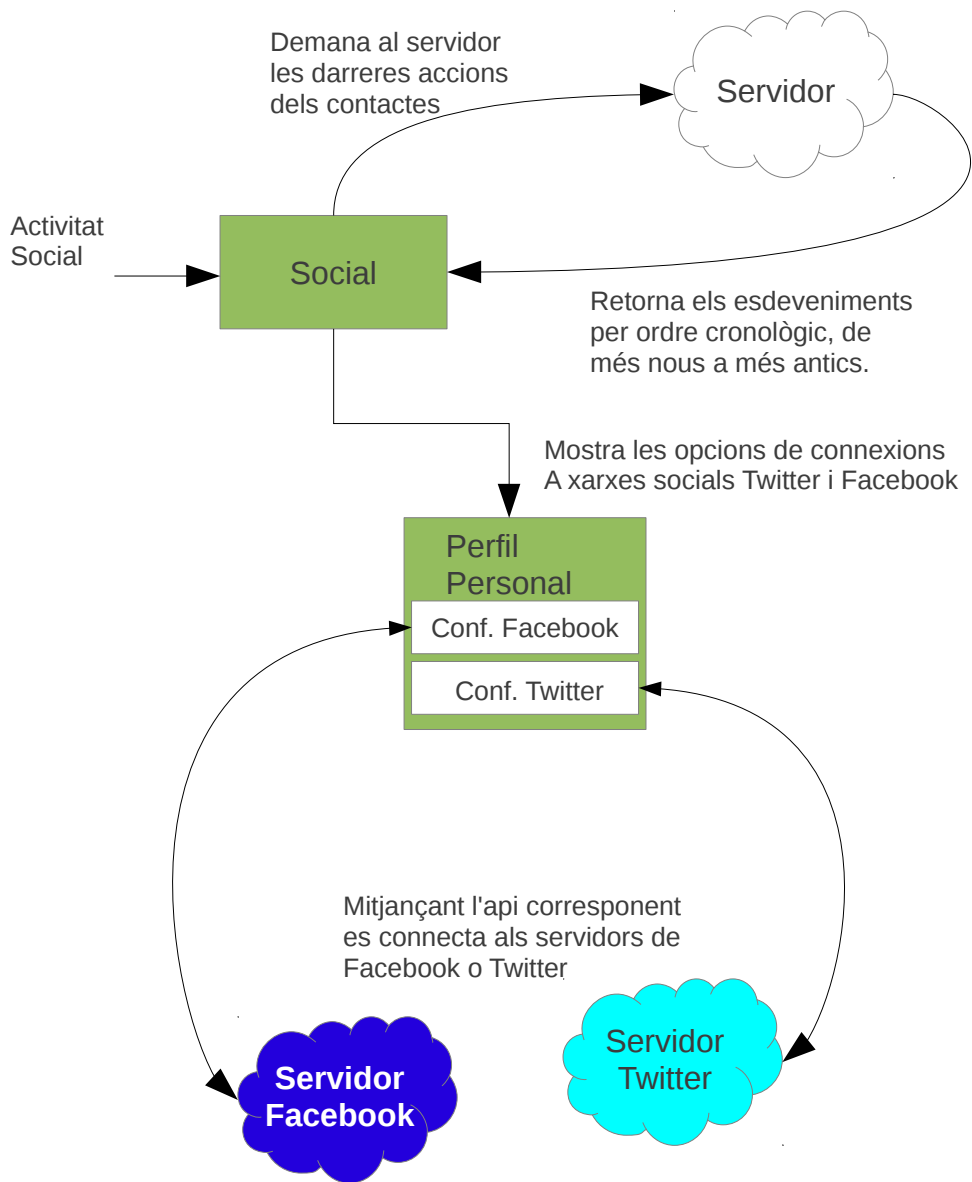 Demana al servidor
les darreres accions
dels contactes
Servidor
Activitat
Social
Social
Retorna els esdeveniments
per ordre cronològic, de
més nous a més antics.
Mostra les opcions de connexions
A xarxes socials Twitter i Facebook
Perfil
Personal
Conf. Facebook
Conf. Twitter
Mitjançant l'api corresponent
es connecta als servidors de
Facebook o Twitter
Servidor
Twitter
Servidor
Facebook